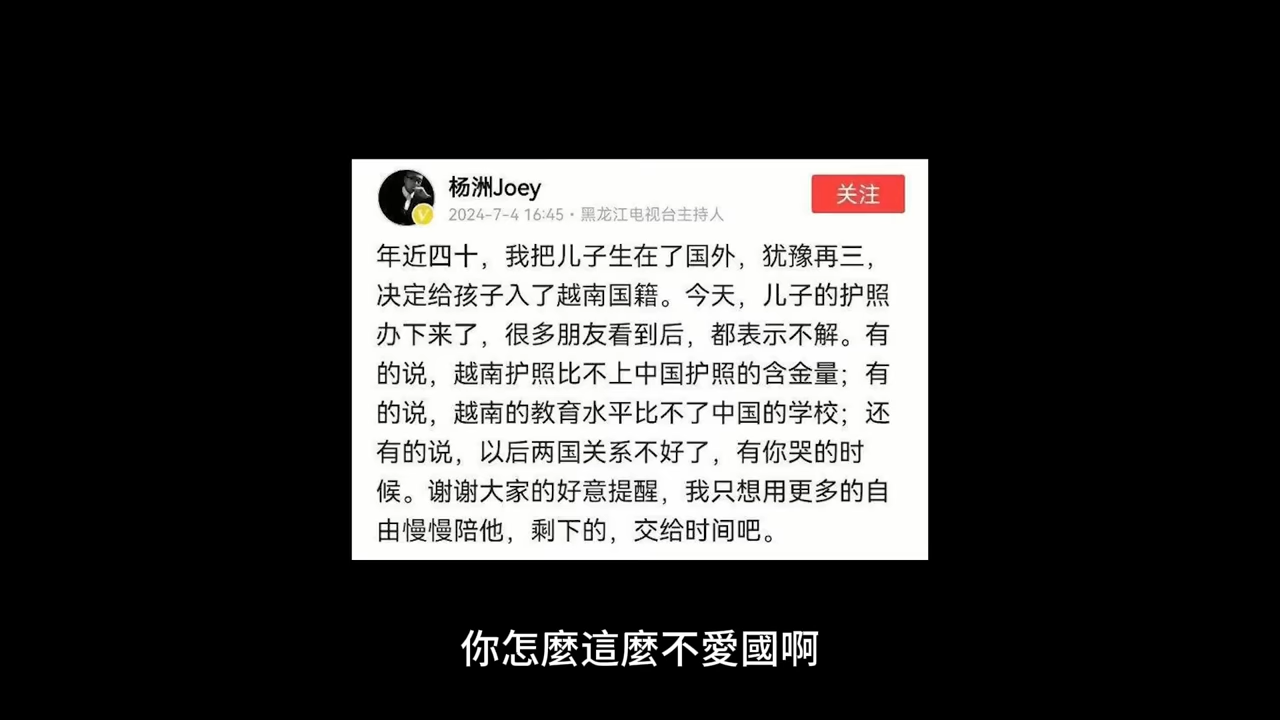 杨洲Joey
2024-7-4 16:45·黑龙江电视台主持人
关注
年近四十，我把儿子生在了国外，犹豫再三，
决定给孩子入了越南国籍。今天，儿子的护照
办下来了，很多朋友看到后，都表示不解。有
的说，越南护照比不上中国护照的含金量；有
的说，越南的教育水平比不了中国的学校；还
有的说，以后两国关系不好了，有你哭的时
候。谢谢大家的好意提醒，我只想用更多的自
由慢慢陪他，剩下的，交给时间吧。
你怎麼這麼不愛國啊